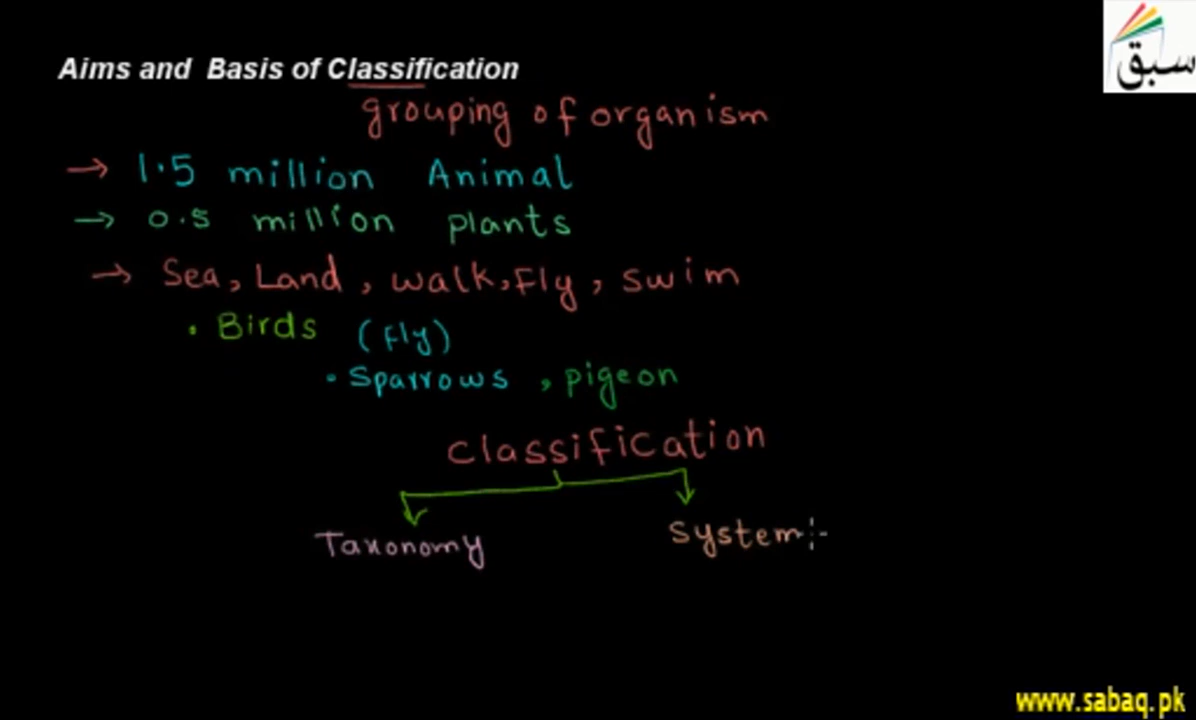 سبق
Aims and Basis of Classification
grouping of organism
→ 1.5 million Animal
→ 0.5 million plants
→ Sea, Land, walk, Fly, swim
• Birds (Fly)
• Sparrows, pigeon
classification
Taxonomy System
www.sabaq.pk